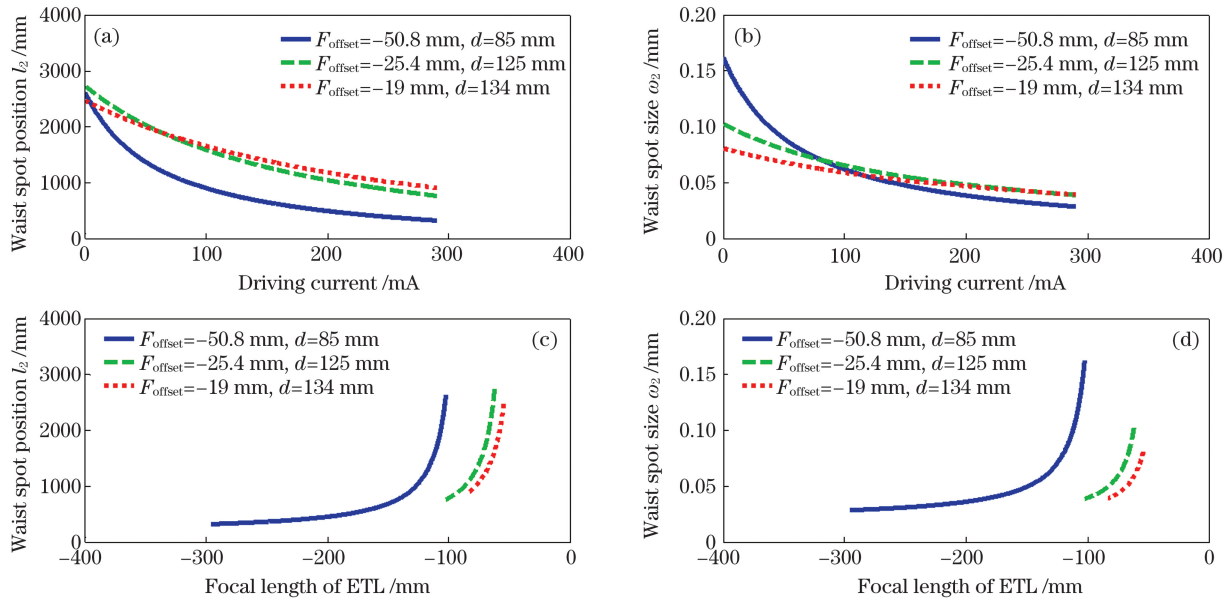 4000
3000
2000
1000
0
Waist spot position l₂ /mm
(a)
F_offset=−50.8 mm, d=85 mm
F_offset=−25.4 mm, d=125 mm
F_offset=−19 mm, d=134 mm
0 100 200 300 400
Driving current /mA
0.20
0.15
0.10
0.05
0
Waist spot size ω₂ /mm
(b)
F_offset=−50.8 mm, d=85 mm
F_offset=−25.4 mm, d=125 mm
F_offset=−19 mm, d=134 mm
0 100 200 300 400
Driving current /mA
4000
3000
2000
1000
0
Waist spot position l₂ /mm
(c)
F_offset=−50.8 mm, d=85 mm
F_offset=−25.4 mm, d=125 mm
F_offset=−19 mm, d=134 mm
−400 −300 −200 −100 0
Focal length of ETL /mm
0.20
0.15
0.10
0.05
0
Waist spot size ω₂ /mm
(d)
F_offset=−50.8 mm, d=85 mm
F_offset=−25.4 mm, d=125 mm
F_offset=−19 mm, d=134 mm
−400 −300 −200 −100 0
Focal length of ETL /mm